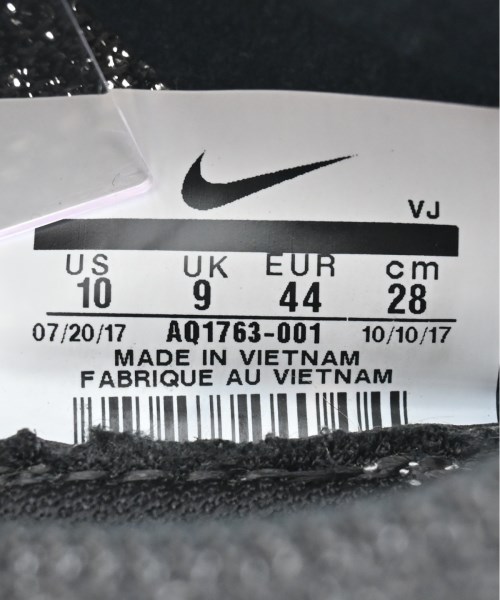 VJ
US UK EUR cm
10 9 44 28
07/20/17 AQ1763-001 10/10/17
MADE IN VIETNAM
FABRIQUE AU VIETNAM